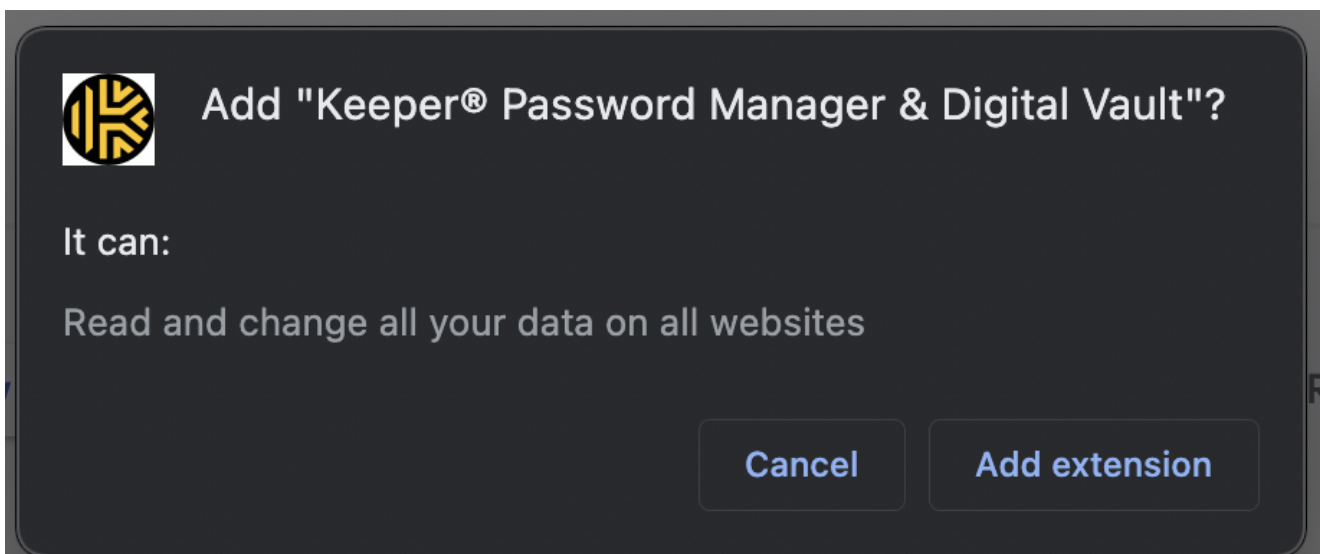 Add "Keeper® Password Manager & Digital Vault"?
It can:
Read and change all your data on all websites
Cancel
Add extension